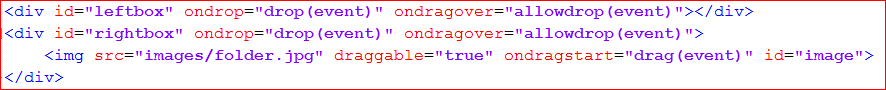 <div id="leftbox" ondrop="drop(event)" ondragover="allowdrop(event)"></div>
<div id="rightbox" ondrop="drop(event)" ondragover="allowdrop(event)">
    <img src="images/folder.jpg" draggable="true" ondragstart="drag(event)" id="image">
</div>